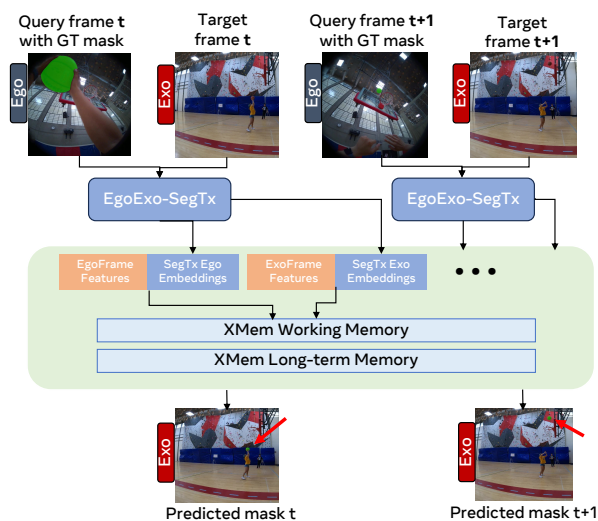 Query frame t
with GT mask
Target
frame t
Query frame t+1
with GT mask
Target
frame t+1
Ego
Exo
Ego
Exo
EgoExo-SegTx
EgoExo-SegTx
EgoFrame
Features
SegTx Ego
Embeddings
ExoFrame
Features
SegTx Exo
Embeddings
XMem Working Memory
XMem Long-term Memory
Exo
Exo
Predicted mask t
Predicted mask t+1